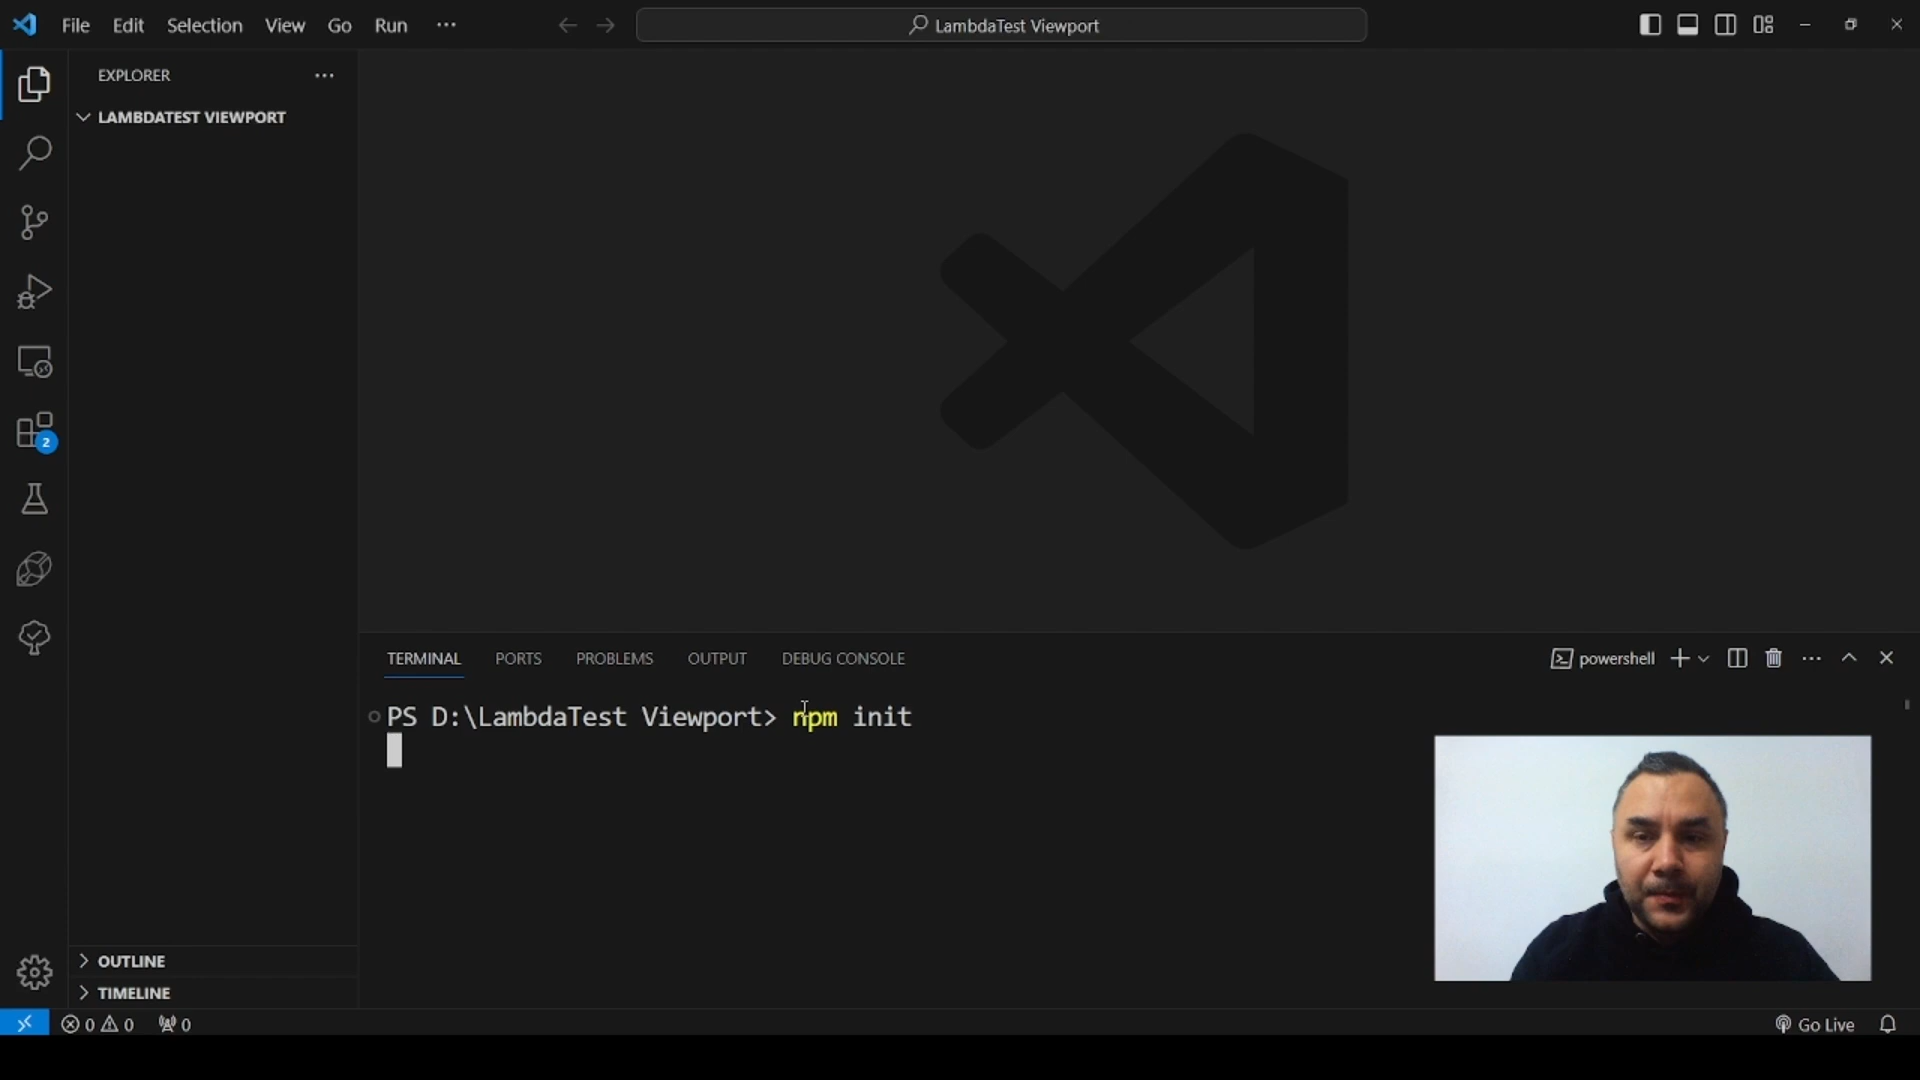 File Edit Selection View Go Run ···
LambdaTest Viewport
EXPLORER ···
LAMBDATEST VIEWPORT
2
TERMINAL PORTS PROBLEMS OUTPUT DEBUG CONSOLE
powershell
PS D:\LambdaTest Viewport> npm init
OUTLINE
TIMELINE
0 0 0
Go Live